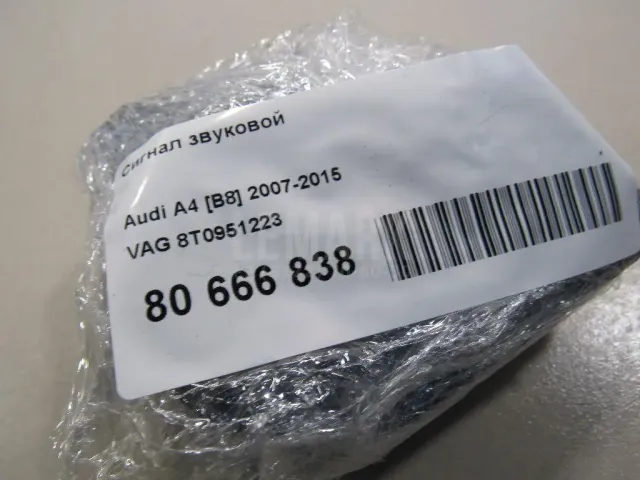 Сигнал звуковой
Audi A4 [B8] 2007-2015
VAG 8T0951223
80 666 838